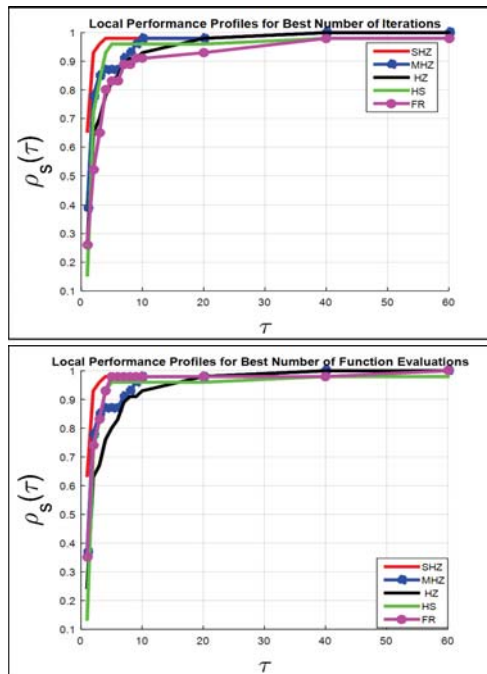 Local Performance Profiles for Best Number of Iterations
1
0.9
0.8
0.7
0.6
0.5
0.4
0.3
0.2
0.1
ρs(τ)
SHZ
MHZ
HZ
HS
FR
0 10 20 30 40 50 60
τ
Local Performance Profiles for Best Number of Function Evaluations
1
0.9
0.8
0.7
0.6
0.5
0.4
0.3
0.2
0.1
ρs(τ)
SHZ
MHZ
HZ
HS
FR
0 10 20 30 40 50 60
τ